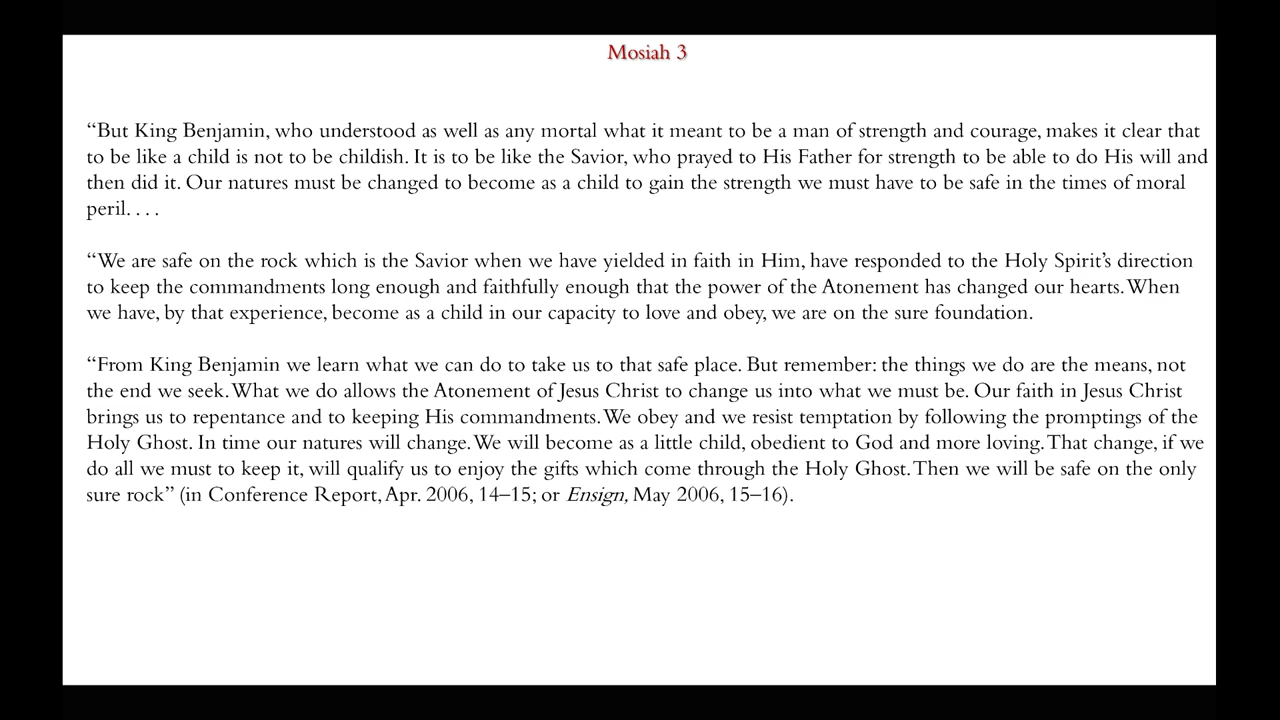 Mosiah 3
“But King Benjamin, who understood as well as any mortal what it meant to be a man of strength and courage, makes it clear that
to be like a child is not to be childish. It is to be like the Savior, who prayed to His Father for strength to be able to do His will and
then did it. Our natures must be changed to become as a child to gain the strength we must have to be safe in the times of moral
peril. . . .
“We are safe on the rock which is the Savior when we have yielded in faith in Him, have responded to the Holy Spirit’s direction
to keep the commandments long enough and faithfully enough that the power of the Atonement has changed our hearts. When
we have, by that experience, become as a child in our capacity to love and obey, we are on the sure foundation.
“From King Benjamin we learn what we can do to take us to that safe place. But remember: the things we do are the means, not
the end we seek. What we do allows the Atonement of Jesus Christ to change us into what we must be. Our faith in Jesus Christ
brings us to repentance and to keeping His commandments. We obey and we resist temptation by following the promptings of the
Holy Ghost. In time our natures will change. We will become as a little child, obedient to God and more loving. That change, if we
do all we must to keep it, will qualify us to enjoy the gifts which come through the Holy Ghost. Then we will be safe on the only
sure rock” (in Conference Report, Apr. 2006, 14–15; or Ensign, May 2006, 15–16).